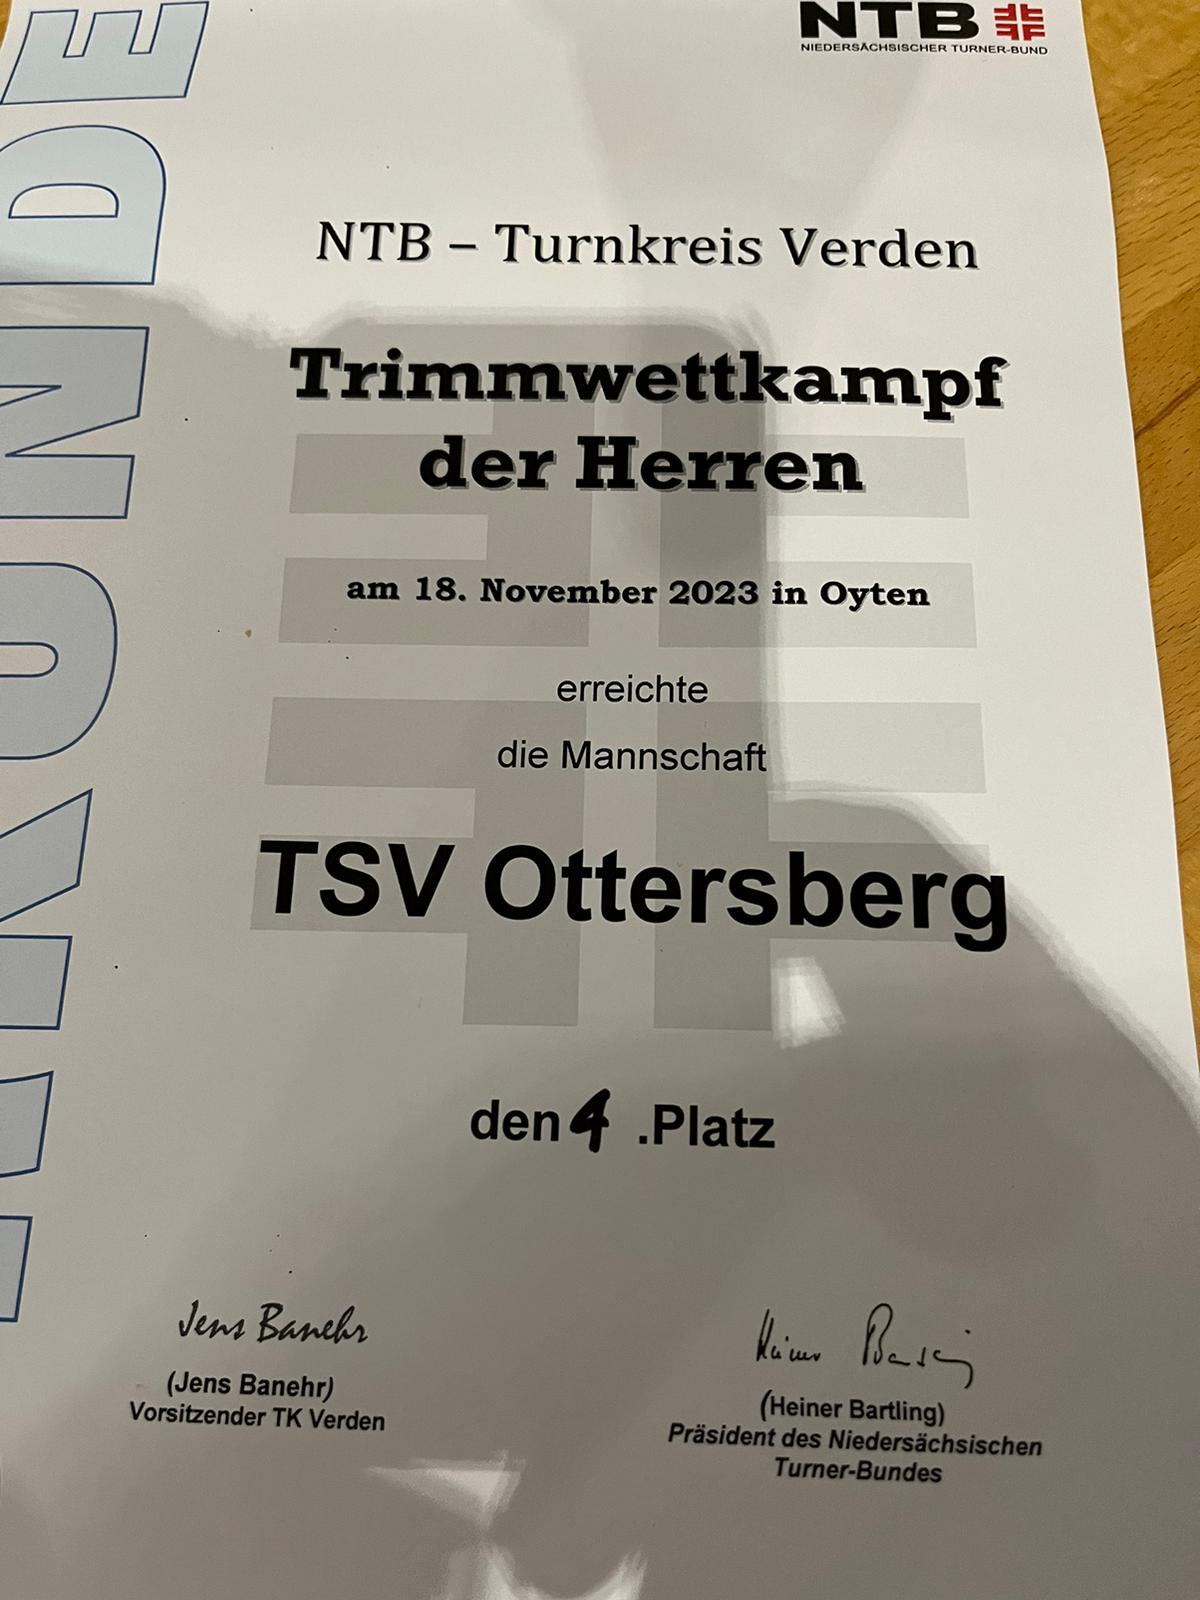 NTB
NIEDERSÄCHSISCHER TURNER-BUND
URKUNDE
NTB – Turnkreis Verden
Trimmwettkampf
der Herren
am 18. November 2023 in Oyten
erreichte
die Mannschaft
TSV Ottersberg
den 4 .Platz
Jens Banehr
(Jens Banehr)
Vorsitzender TK Verden
(Heiner Bartling)
Präsident des Niedersächsischen
Turner-Bundes